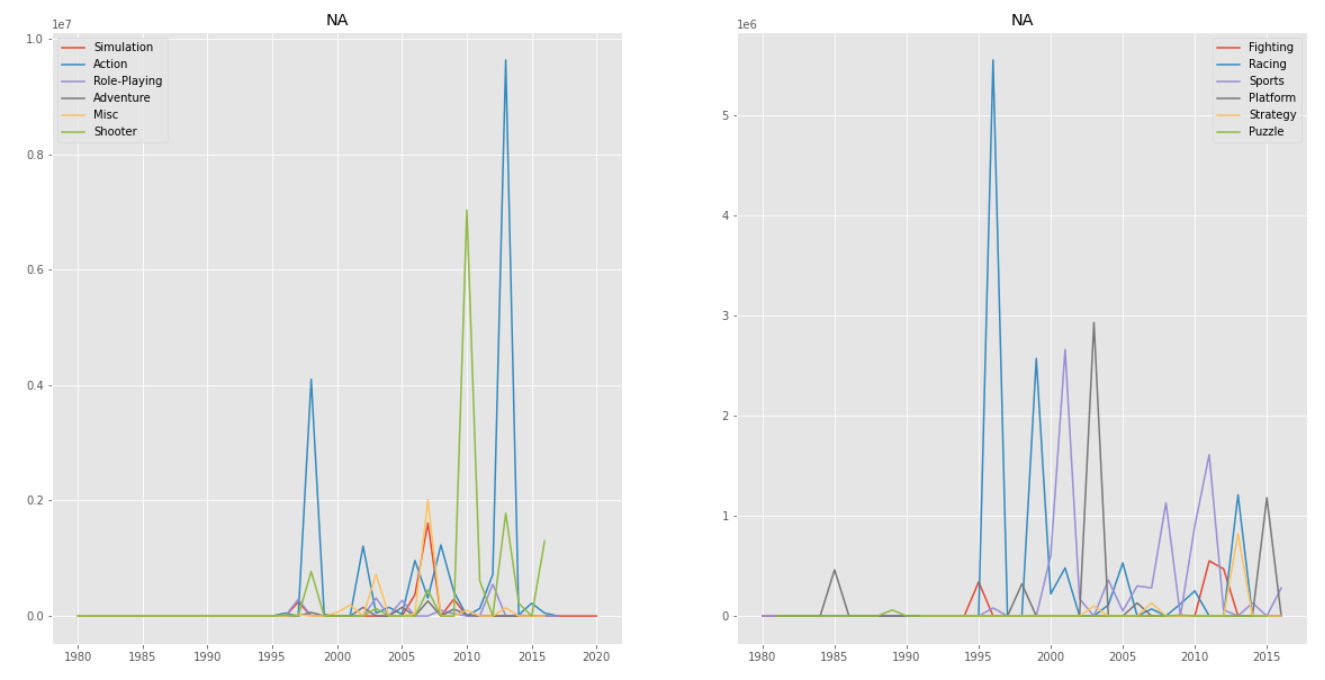 NA
1e7
1.0
0.8
0.6
0.4
0.2
0.0
Simulation
Action
Role-Playing
Adventure
Misc
Shooter
1980 1985 1990 1995 2000 2005 2010 2015 2020
NA
1e6
5
4
3
2
1
0
Fighting
Racing
Sports
Platform
Strategy
Puzzle
1980 1985 1990 1995 2000 2005 2010 2015